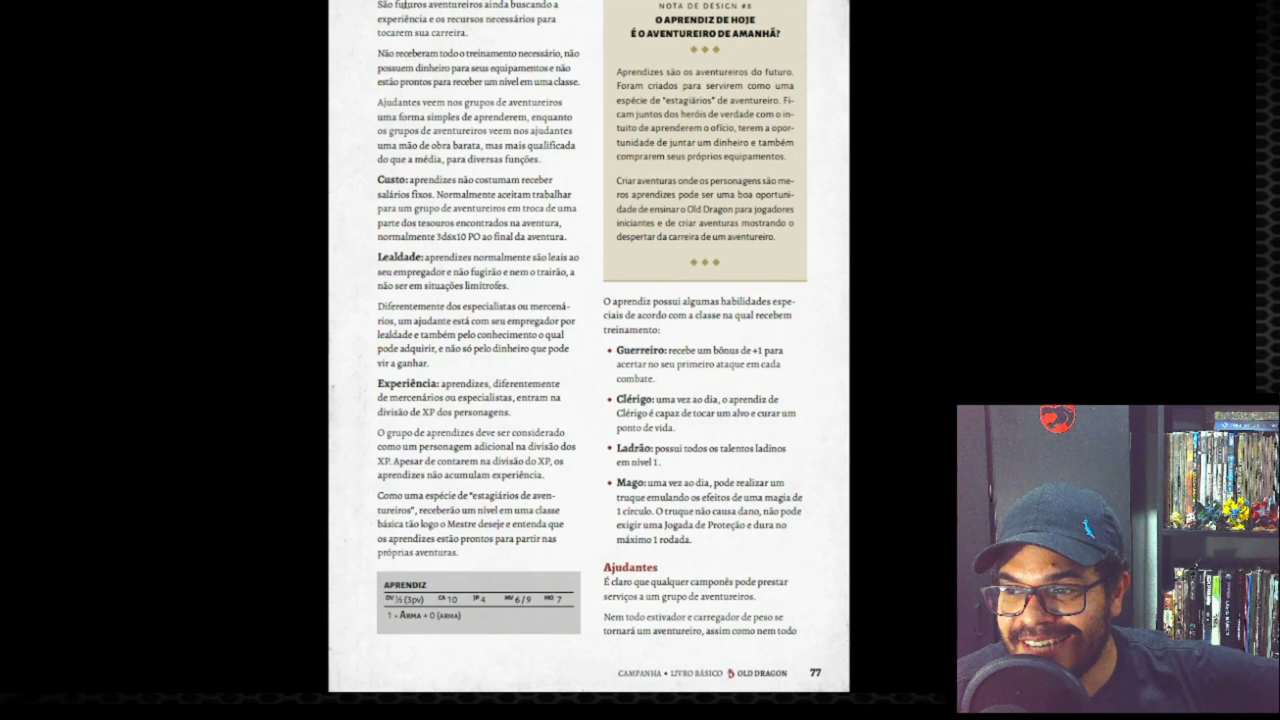 São futuros aventureiros ainda buscando a
experiência e os recursos necessários para
tocarem sua carreira.
Não receberam todo o treinamento necessário, não
possuem dinheiro para seus equipamentos e não
estão prontos para receber um nível em uma classe.
Ajudantes veem nos grupos de aventureiros
uma forma simples de aprenderem, enquanto
os grupos de aventureiros veem nos ajudantes
uma mão de obra barata, mas mais qualificada
do que a média, para diversas funções.
Custo: aprendizes não costumam receber
salários fixos. Normalmente aceitam trabalhar
para um grupo de aventureiros em troca de uma
parte dos tesouros encontrados na aventura,
normalmente 3d6x10 PO ao final da aventura.
Lealdade: aprendizes normalmente são leais ao
seu empregador e não fugirão e nem o trairão, a
não ser em situações limítrofes.
Diferentemente dos especialistas ou mercená-
rios, um ajudante está com seu empregador por
lealdade e também pelo conhecimento o qual
pode adquirir, e não só pelo dinheiro que pode
vir a ganhar.
Experiência: aprendizes, diferentemente
de mercenários ou especialistas, entram na
divisão de XP dos personagens.
O grupo de aprendizes deve ser considerado
como um personagem adicional na divisão dos
XP. Apesar de contarem na divisão do XP, os
aprendizes não acumulam experiência.
Como uma espécie de "estagiários de aven-
tureiros", receberão um nível em uma classe
básica tão logo o Mestre deseje e entenda que
os aprendizes estão prontos para partir nas
próprias aventuras.
APRENDIZ
DV ½ (3pv) CA 10 JP 4 MV 6/9 MO 7
1 × ARMA + 0 (ARMA)
NOTA DE DESIGN #8
O APRENDIZ DE HOJE
É O AVENTUREIRO DE AMANHÃ?
Aprendizes são os aventureiros do futuro.
Foram criados para servirem como uma
espécie de "estagiários" de aventureiro. Fi-
cam juntos dos heróis de verdade com o in-
tuito de aprenderem o ofício, terem a opor-
tunidade de juntar um dinheiro e também
comprarem seus próprios equipamentos.
Criar aventuras onde os personagens são me-
ros aprendizes pode ser uma boa oportuni-
dade de ensinar o Old Dragon para jogadores
iniciantes e de criar aventuras mostrando o
despertar da carreira de um aventureiro.
O aprendiz possui algumas habilidades espe-
ciais de acordo com a classe na qual recebem
treinamento:
• Guerreiro: recebe um bônus de +1 para
acertar no seu primeiro ataque em cada
combate.
• Clérigo: uma vez ao dia, o aprendiz de
Clérigo é capaz de tocar um alvo e curar um
ponto de vida.
• Ladrão: possui todos os talentos ladinos
em nível 1.
• Mago: uma vez ao dia, pode realizar um
truque emulando os efeitos de uma magia de
1 círculo. O truque não causa dano, não pode
exigir uma Jogada de Proteção e dura no
máximo 1 rodada.
Ajudantes
É claro que qualquer camponês pode prestar
serviços a um grupo de aventureiros.
Nem todo estivador e carregador de peso se
tornará um aventureiro, assim como nem todo
CAMPANHA • LIVRO BÁSICO OLD DRAGON 77